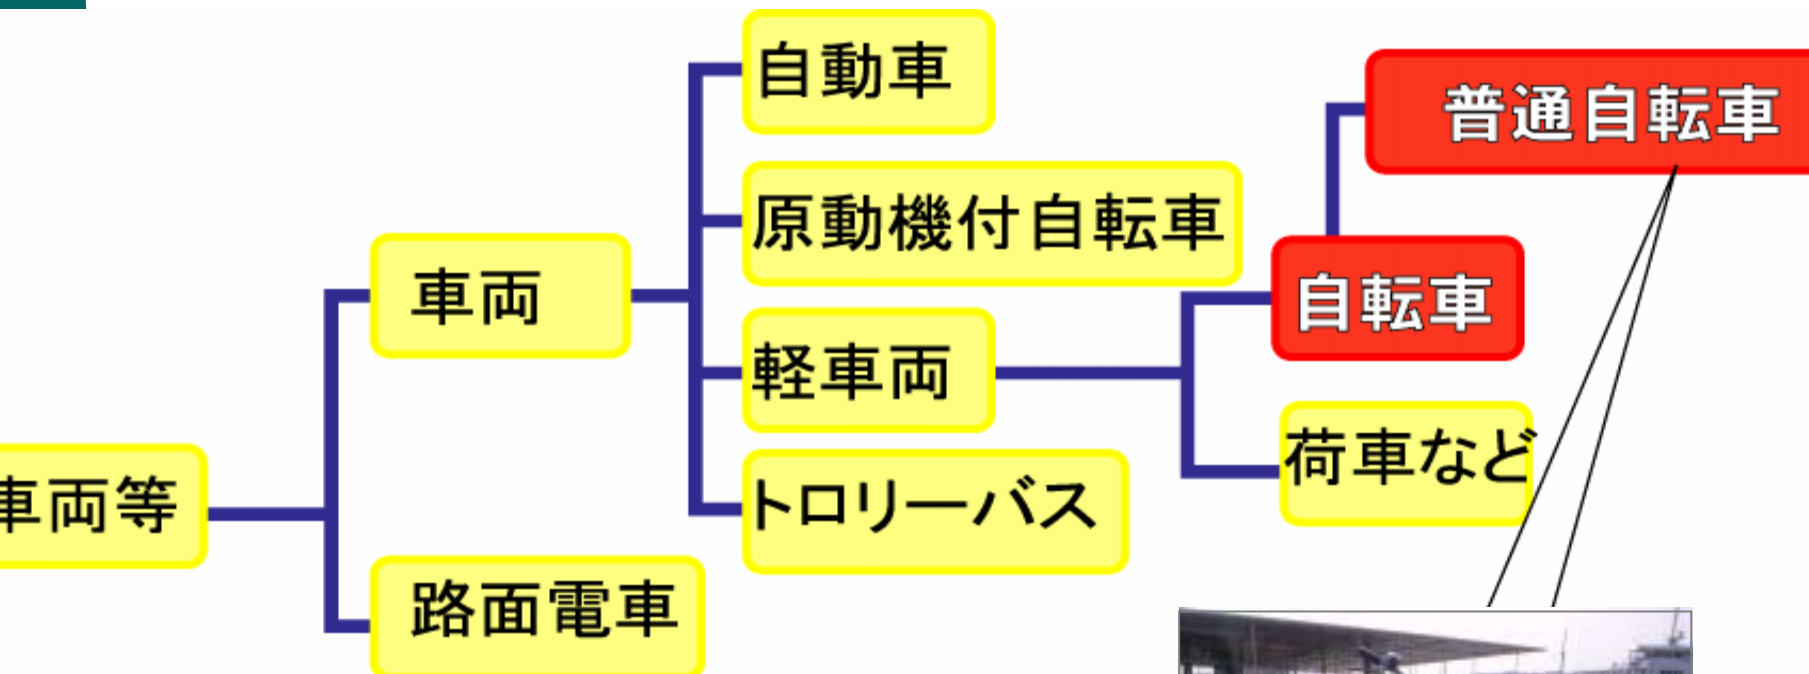 自動車
普通自転車
原動機付自転車
車両
自転車
軽車両
荷車など
車両等
トロリーバス
路面電車